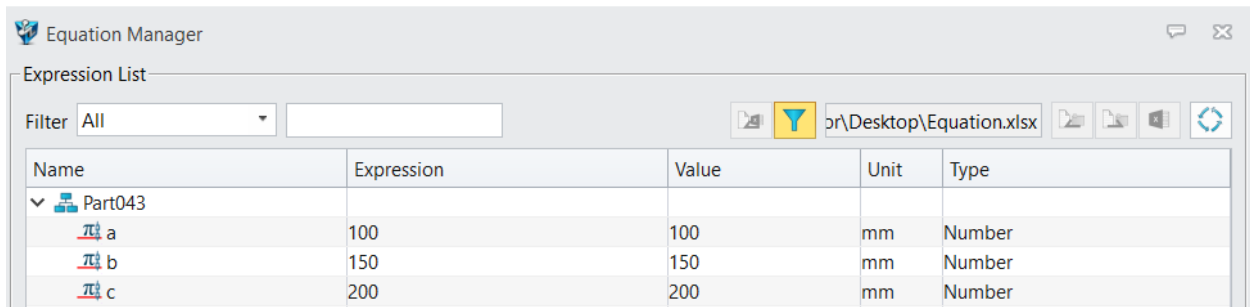 Equation Manager
Expression List
Filter All or\Desktop\Equation.xlsx
Name Expression Value Unit Type
Part043
a 100 100 mm Number
b 150 150 mm Number
c 200 200 mm Number